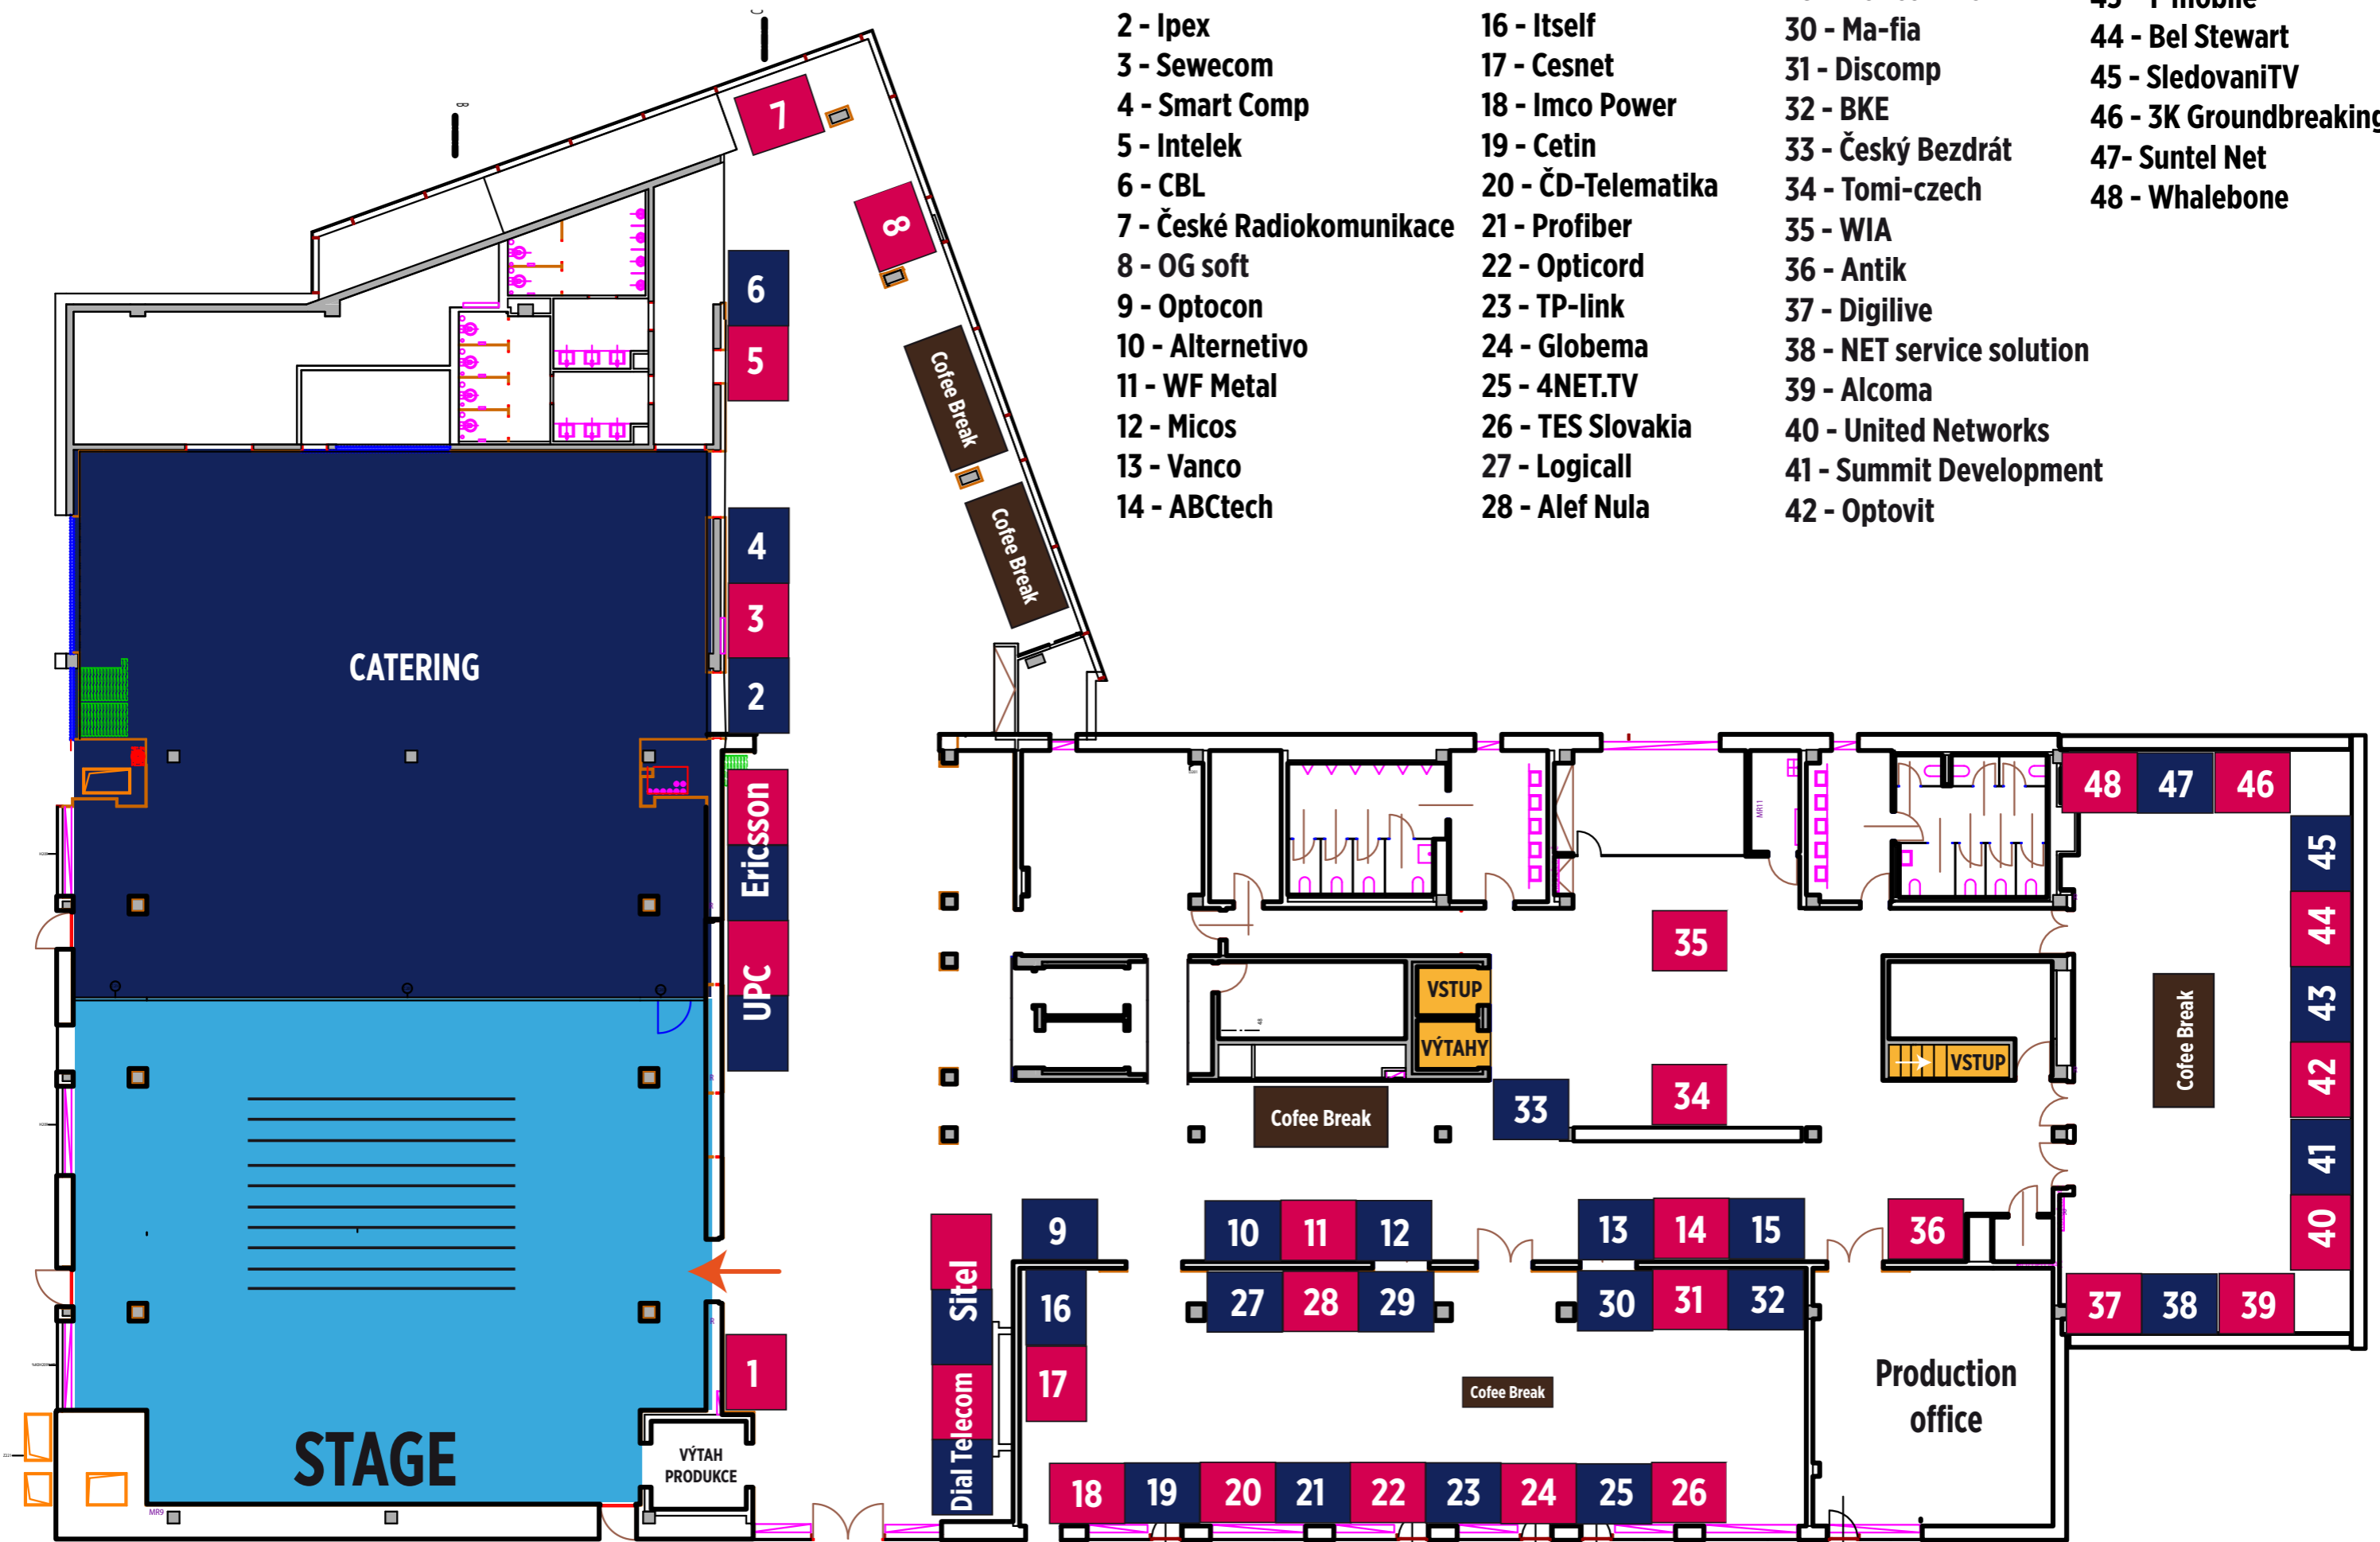 2 - Ipex
3 - Sewecom
4 - Smart Comp
5 - Intelek
6 - CBL
7 - České Radiokomunikace
8 - OG soft
9 - Optocon
10 - Alternetivo
11 - WF Metal
12 - Micos
13 - Vanco
14 - ABCtech
16 - Itself
17 - Cesnet
18 - Imco Power
19 - Cetin
20 - ČD-Telematika
21 - Profiber
22 - Opticord
23 - TP-link
24 - Globema
25 - 4NET.TV
26 - TES Slovakia
27 - Logicall
28 - Alef Nula
30 - Ma-fia
31 - Discomp
32 - BKE
33 - Český Bezdrát
34 - Tomi-czech
35 - WIA
36 - Antik
37 - Digilive
38 - NET service solution
39 - Alcoma
40 - United Networks
41 - Summit Development
42 - Optovit
44 - Bel Stewart
45 - SledovaniTV
46 - 3K Groundbreaking
47- Suntel Net
48 - Whalebone
7
8
6
5
Cofee Break
Cofee Break
4
3
2
CATERING
Ericsson
UPC
48
47
46
45
44
43
42
41
40
MR11
35
VSTUP
VÝTAHY
VSTUP
Cofee Break
34
33
Cofee Break
9
10
11
12
13
14
15
36
Sitel
16
27
28
29
30
31
32
37
38
39
1
17
Cofee Break
Production
office
Dial Telecom
STAGE
VÝTAH
PRODUKCE
18
19
20
21
22
23
24
25
26
MR9